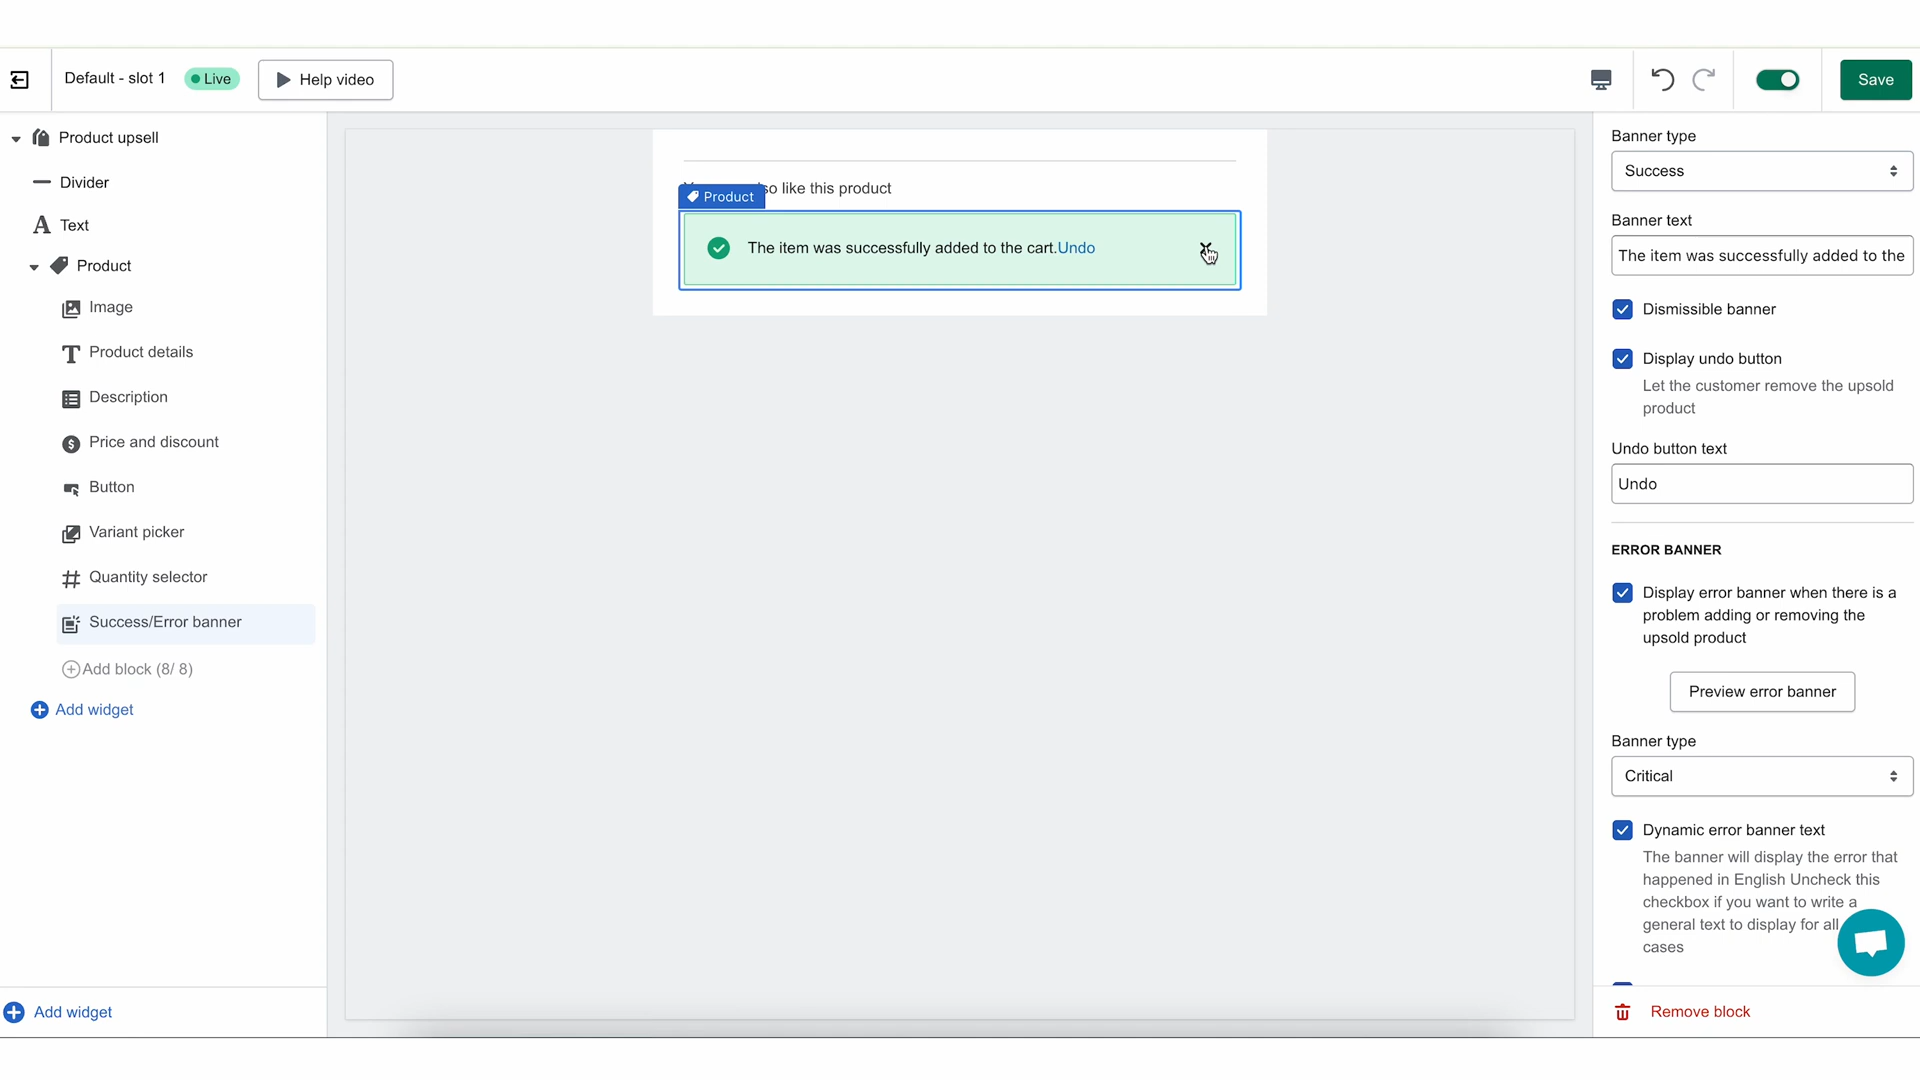 Default - slot 1
Live
Help video
Save
Product upsell
Divider
Text
Product
Image
Product details
Description
Price and discount
Button
Variant picker
Quantity selector
Success/Error banner
Add block (8/ 8)
Add widget
Add widget
so like this product
Product
The item was successfully added to the cart.Undo
Banner type
Success
Banner text
The item was successfully added to the
Dismissible banner
Display undo button
Let the customer remove the upsold
product
Undo button text
Undo
ERROR BANNER
Display error banner when there is a
problem adding or removing the
upsold product
Preview error banner
Banner type
Critical
Dynamic error banner text
The banner will display the error that
happened in English Uncheck this
checkbox if you want to write a
general text to display for all
cases
Remove block